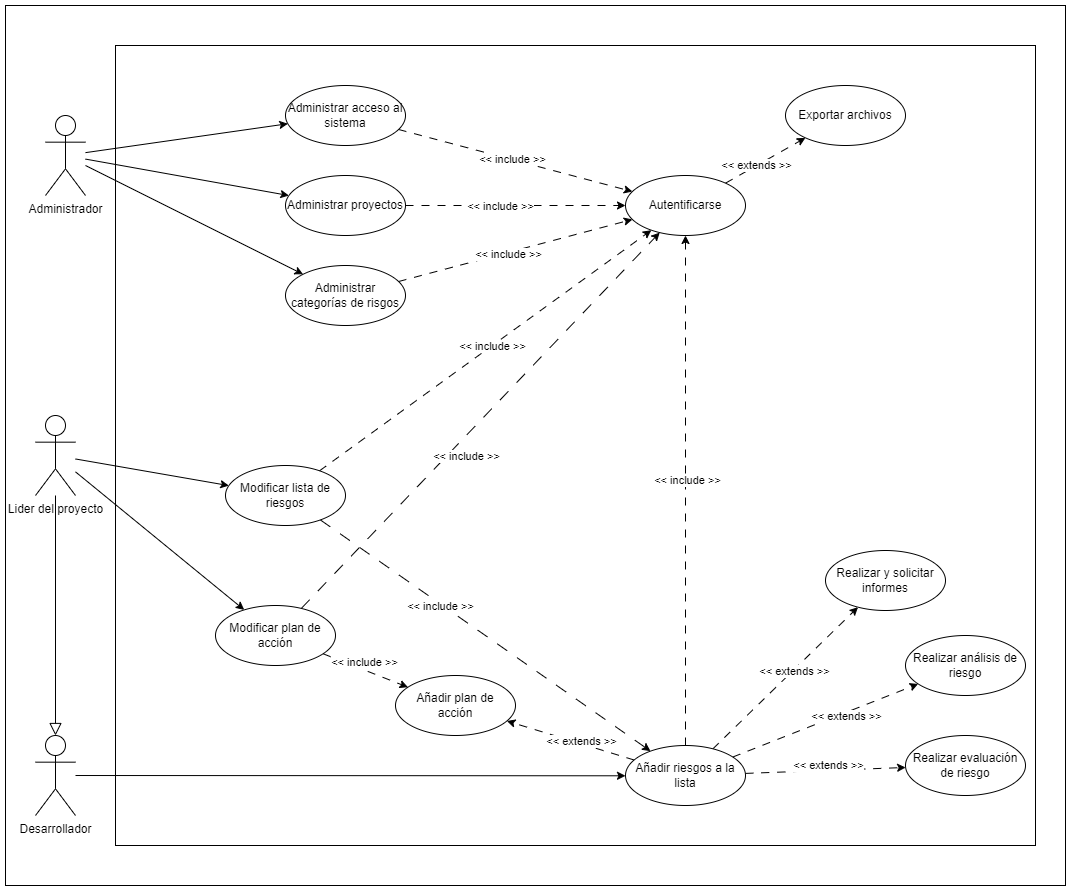 Administrar acceso al
sistema
Exportar archivos
<< include >>
<< extends >>
Administrador
Administrar proyectos
<< include >>
Autentificarse
<< include >>
Administrar
categorías de risgos
<< include >>
<< include >>
<< include >>
Modificar lista de
riesgos
Lider del proyecto
Realizar y solicitar
informes
<< include >>
Modificar plan de
acción
<< include >>
Realizar análisis de
riesgo
<< extends >>
Añadir plan de
acción
<< extends >>
<< extends >>
Añadir riesgos a la
lista
<< extends >>
Realizar evaluación
de riesgo
Desarrollador